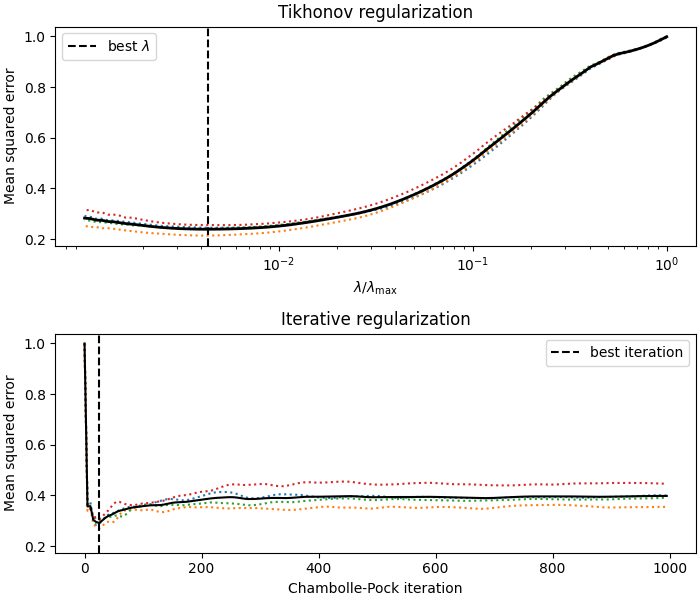 Tikhonov regularization
1.0
0.8
0.6
0.4
0.2
Mean squared error
best λ
10⁻² 10⁻¹ 10⁰
λ/λmax
Iterative regularization
1.0
0.8
0.6
0.4
0.2
Mean squared error
best iteration
0 200 400 600 800 1000
Chambolle-Pock iteration